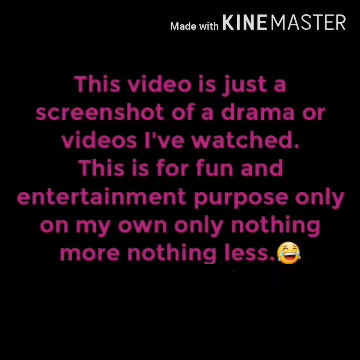 Made with KINEMASTER
This video is just a
screenshot of a drama or
videos I've watched.
This is for fun and
entertainment purpose only
on my own only nothing
more nothing less.😂